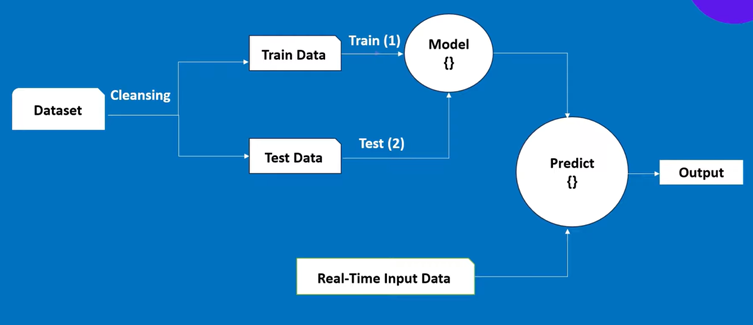 Dataset
Cleansing
Train Data
Train (1)
Model
{}
Test Data
Test (2)
Predict
{}
Output
Real-Time Input Data